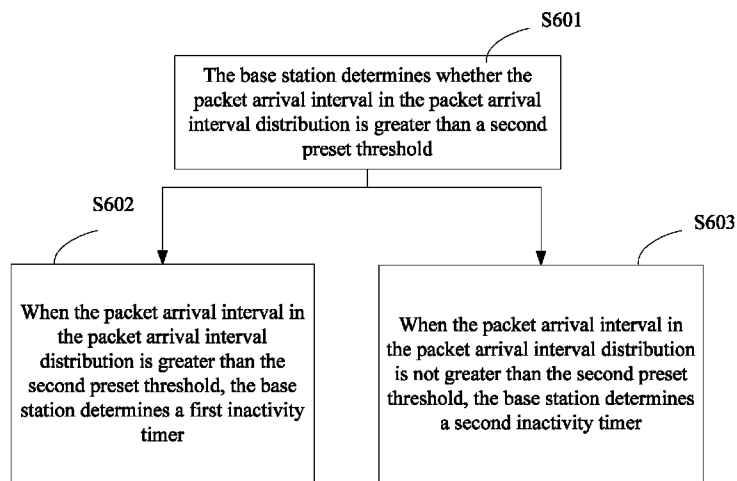 S601
The base station determines whether the
packet arrival interval in the packet arrival
interval distribution is greater than a second
preset threshold
S602
S603
When the packet arrival interval in
the packet arrival interval
distribution is greater than the
second preset threshold, the base
station determines a first inactivity
timer
When the packet arrival interval in
the packet arrival interval distribution
is not greater than the second preset
threshold, the base station determines
a second inactivity timer